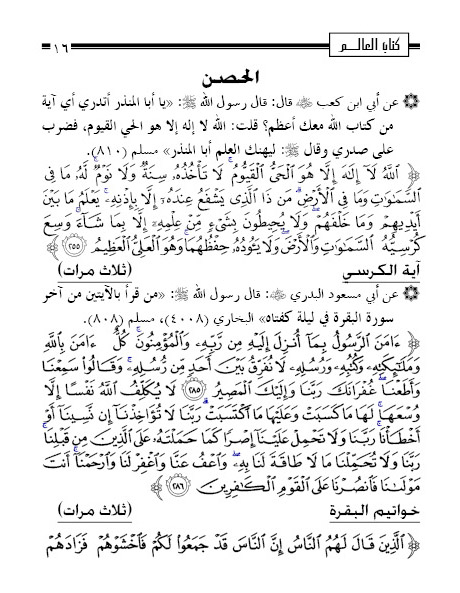 كتاب العالم
١٦
الحصن
عن أبي ابن كعب ﷺ قال: قال رسول الله ﷺ: «يا أبا المنذر أتدري أي آية
من كتاب الله معك أعظم؟ قلت: الله لا إله إلا هو الحي القيوم، فضرب
على صدري وقال ﷺ: ليهنك العلم أبا المنذر» مسلم (٨١٠).
﴿ ٱللَّهُ لَآ إِلَٰهَ إِلَّا هُوَ ٱلْحَىُّ ٱلْقَيُّومُ ۚ لَا تَأْخُذُهُۥ سِنَةٌ وَلَا نَوْمٌ ۚ لَّهُۥ مَا فِى
ٱلسَّمَٰوَٰتِ وَمَا فِى ٱلْأَرْضِ ۗ مَن ذَا ٱلَّذِى يَشْفَعُ عِندَهُۥٓ إِلَّا بِإِذْنِهِۦ ۚ يَعْلَمُ مَا بَيْنَ
أَيْدِيهِمْ وَمَا خَلْفَهُمْ ۖ وَلَا يُحِيطُونَ بِشَىْءٍ مِّنْ عِلْمِهِۦٓ إِلَّا بِمَا شَآءَ ۚ وَسِعَ
كُرْسِيُّهُ ٱلسَّمَٰوَٰتِ وَٱلْأَرْضَ ۖ وَلَا يَـُٔودُهُۥ حِفْظُهُمَا ۚ وَهُوَ ٱلْعَلِىُّ ٱلْعَظِيمُ ٢٥٥ ﴾
آية الكرسي (ثلاث مرات)
عن أبي مسعود البدري ﷺ: قال رسول الله ﷺ: «من قرأ بالآيتين من آخر
سورة البقرة في ليلة كفتاه» البخاري (٤٠٠٨)، مسلم (٨٠٨).
﴿ ءَامَنَ ٱلرَّسُولُ بِمَآ أُنزِلَ إِلَيْهِ مِن رَّبِّهِۦ وَٱلْمُؤْمِنُونَ ۚ كُلٌّ ءَامَنَ بِٱللَّهِ
وَمَلَٰٓئِكَتِهِۦ وَكُتُبِهِۦ وَرُسُلِهِۦ لَا نُفَرِّقُ بَيْنَ أَحَدٍ مِّن رُّسُلِهِۦ ۚ وَقَالُوا۟ سَمِعْنَا
وَأَطَعْنَا ۖ غُفْرَانَكَ رَبَّنَا وَإِلَيْكَ ٱلْمَصِيرُ ٢٨٥ لَا يُكَلِّفُ ٱللَّهُ نَفْسًا إِلَّا
وُسْعَهَا ۚ لَهَا مَا كَسَبَتْ وَعَلَيْهَا مَا ٱكْتَسَبَتْ ۗ رَبَّنَا لَا تُؤَاخِذْنَآ إِن نَّسِينَآ أَوْ
أَخْطَأْنَا ۚ رَبَّنَا وَلَا تَحْمِلْ عَلَيْنَآ إِصْرًا كَمَا حَمَلْتَهُۥ عَلَى ٱلَّذِينَ مِن قَبْلِنَا ۚ
رَبَّنَا وَلَا تُحَمِّلْنَا مَا لَا طَاقَةَ لَنَا بِهِۦ ۖ وَٱعْفُ عَنَّا وَٱغْفِرْ لَنَا وَٱرْحَمْنَآ ۚ أَنتَ
مَوْلَىٰنَا فَٱنصُرْنَا عَلَى ٱلْقَوْمِ ٱلْكَٰفِرِينَ ٢٨٦ ﴾
خواتيم البقرة (ثلاث مرات)
﴿ ٱلَّذِينَ قَالَ لَهُمُ ٱلنَّاسُ إِنَّ ٱلنَّاسَ قَدْ جَمَعُوا۟ لَكُمْ فَٱخْشَوْهُمْ فَزَادَهُمْ